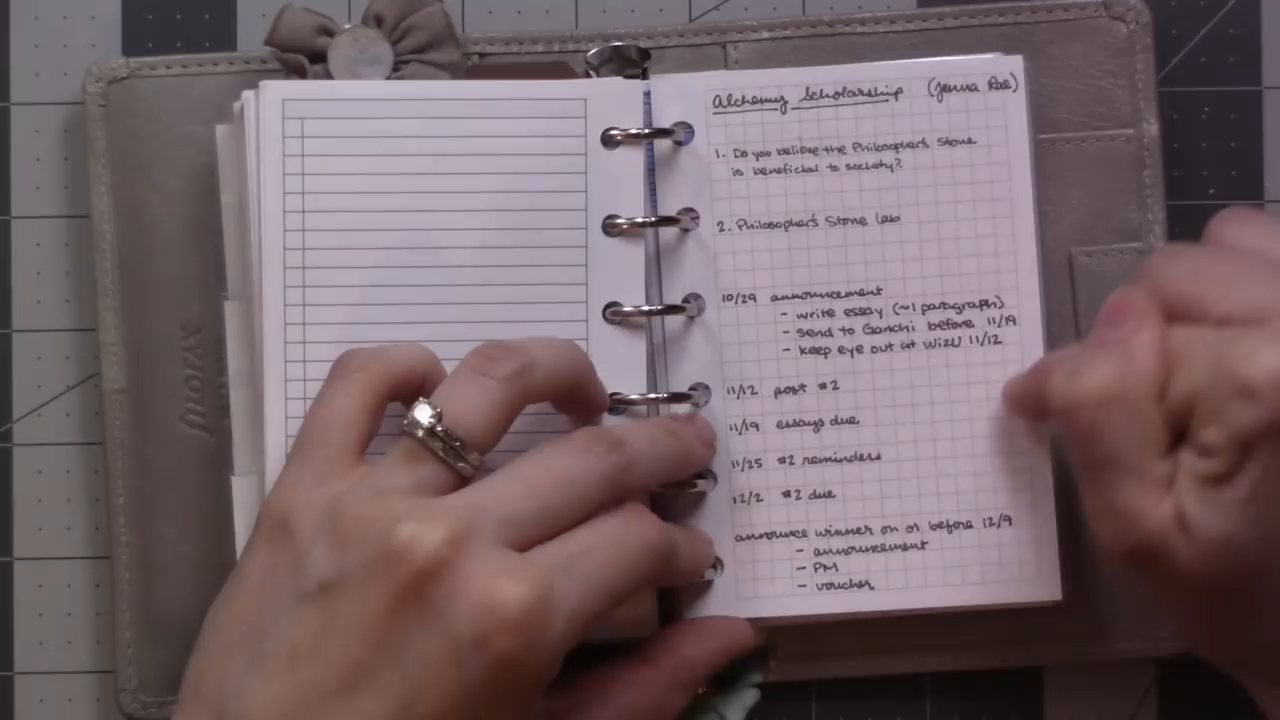 filofax
Alchemy Scholarship (Jenna Rae)
1. Do you believe the Philosopher's Stone
is beneficial to society?
2. Philosopher's Stone lab
10/29 announcement
- write essay (~1 paragraph)
- send to Gandhi before 11/19
- keep eye out at WizU 11/12
11/12 post #2
11/19 essays due
11/25 #2 reminders
12/2 #2 due
announce winner on or before 12/9
- announcement
- PM
- voucher